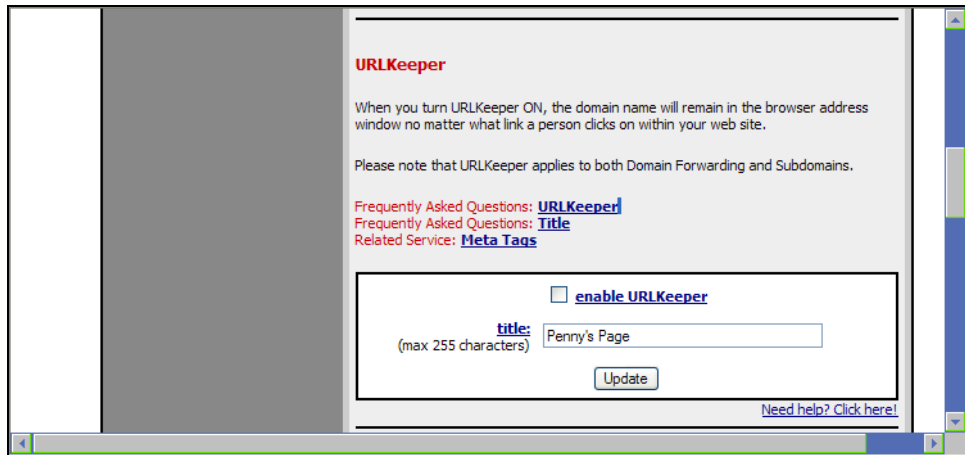 URLKeeper
When you turn URLKeeper ON, the domain name will remain in the browser address
window no matter what link a person clicks on within your web site.
Please note that URLKeeper applies to both Domain Forwarding and Subdomains.
Frequently Asked Questions: URLKeeper
Frequently Asked Questions: Title
Related Service: Meta Tags
enable URLKeeper
title: Penny's Page
(max 255 characters)
Update
Need help? Click here!